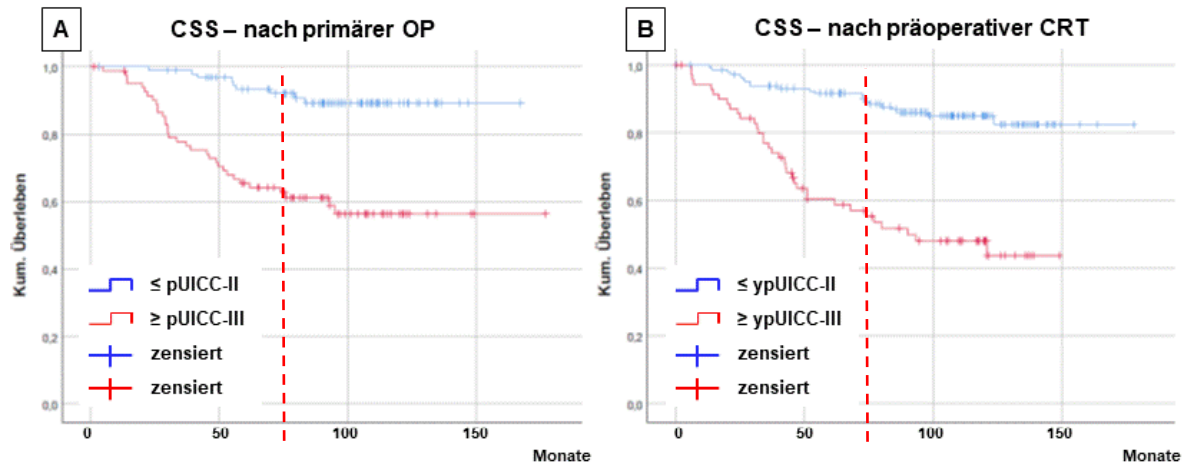 A
CSS – nach primärer OP
Kum. Überleben
1,0
0,8
0,6
0,4
0,2
0,0
≤ pUICC-II
≥ pUICC-III
zensiert
zensiert
0 50 100 150
Monate
B
CSS – nach präoperativer CRT
Kum. Überleben
1,0
0,8
0,6
0,4
0,2
0,0
≤ ypUICC-II
≥ ypUICC-III
zensiert
zensiert
0 50 100 150
Monate